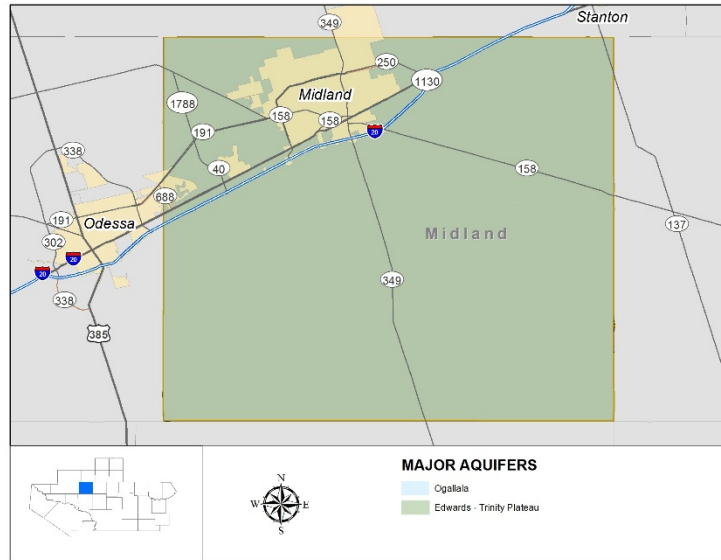 Stanton
349
250
1130
Midland
1788
158
158
191
20
338
40
158
688
191
Odessa
137
Midland
302
20
20
349
338
385
N
W E
S
MAJOR AQUIFERS
Ogallala
Edwards - Trinity Plateau